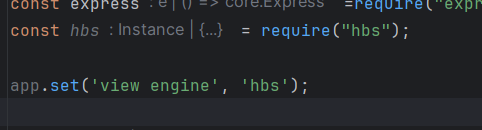 const express : e | () => core.Express =require("expr
const hbs : Instance | {...} = require("hbs");
app.set('view engine', 'hbs');